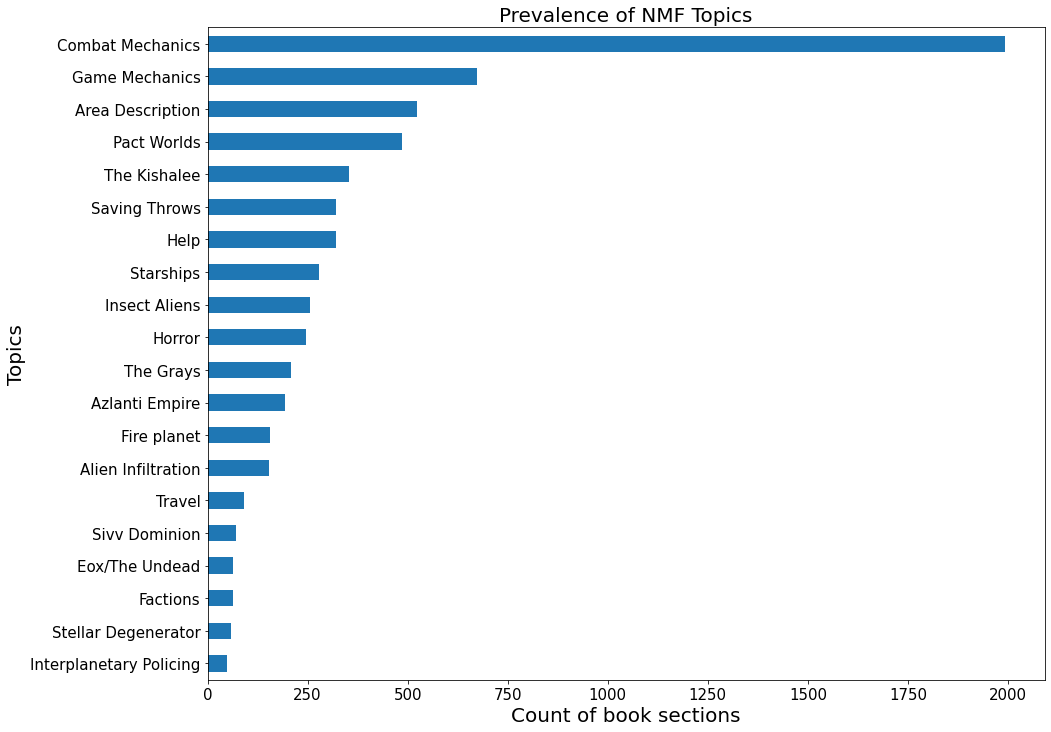 Prevalence of NMF Topics
Combat Mechanics
Game Mechanics
Area Description
Pact Worlds
The Kishalee
Saving Throws
Help
Starships
Insect Aliens
Horror
The Grays
Azlanti Empire
Fire planet
Alien Infiltration
Travel
Sivv Dominion
Eox/The Undead
Factions
Stellar Degenerator
Interplanetary Policing
Topics
0 250 500 750 1000 1250 1500 1750 2000
Count of book sections